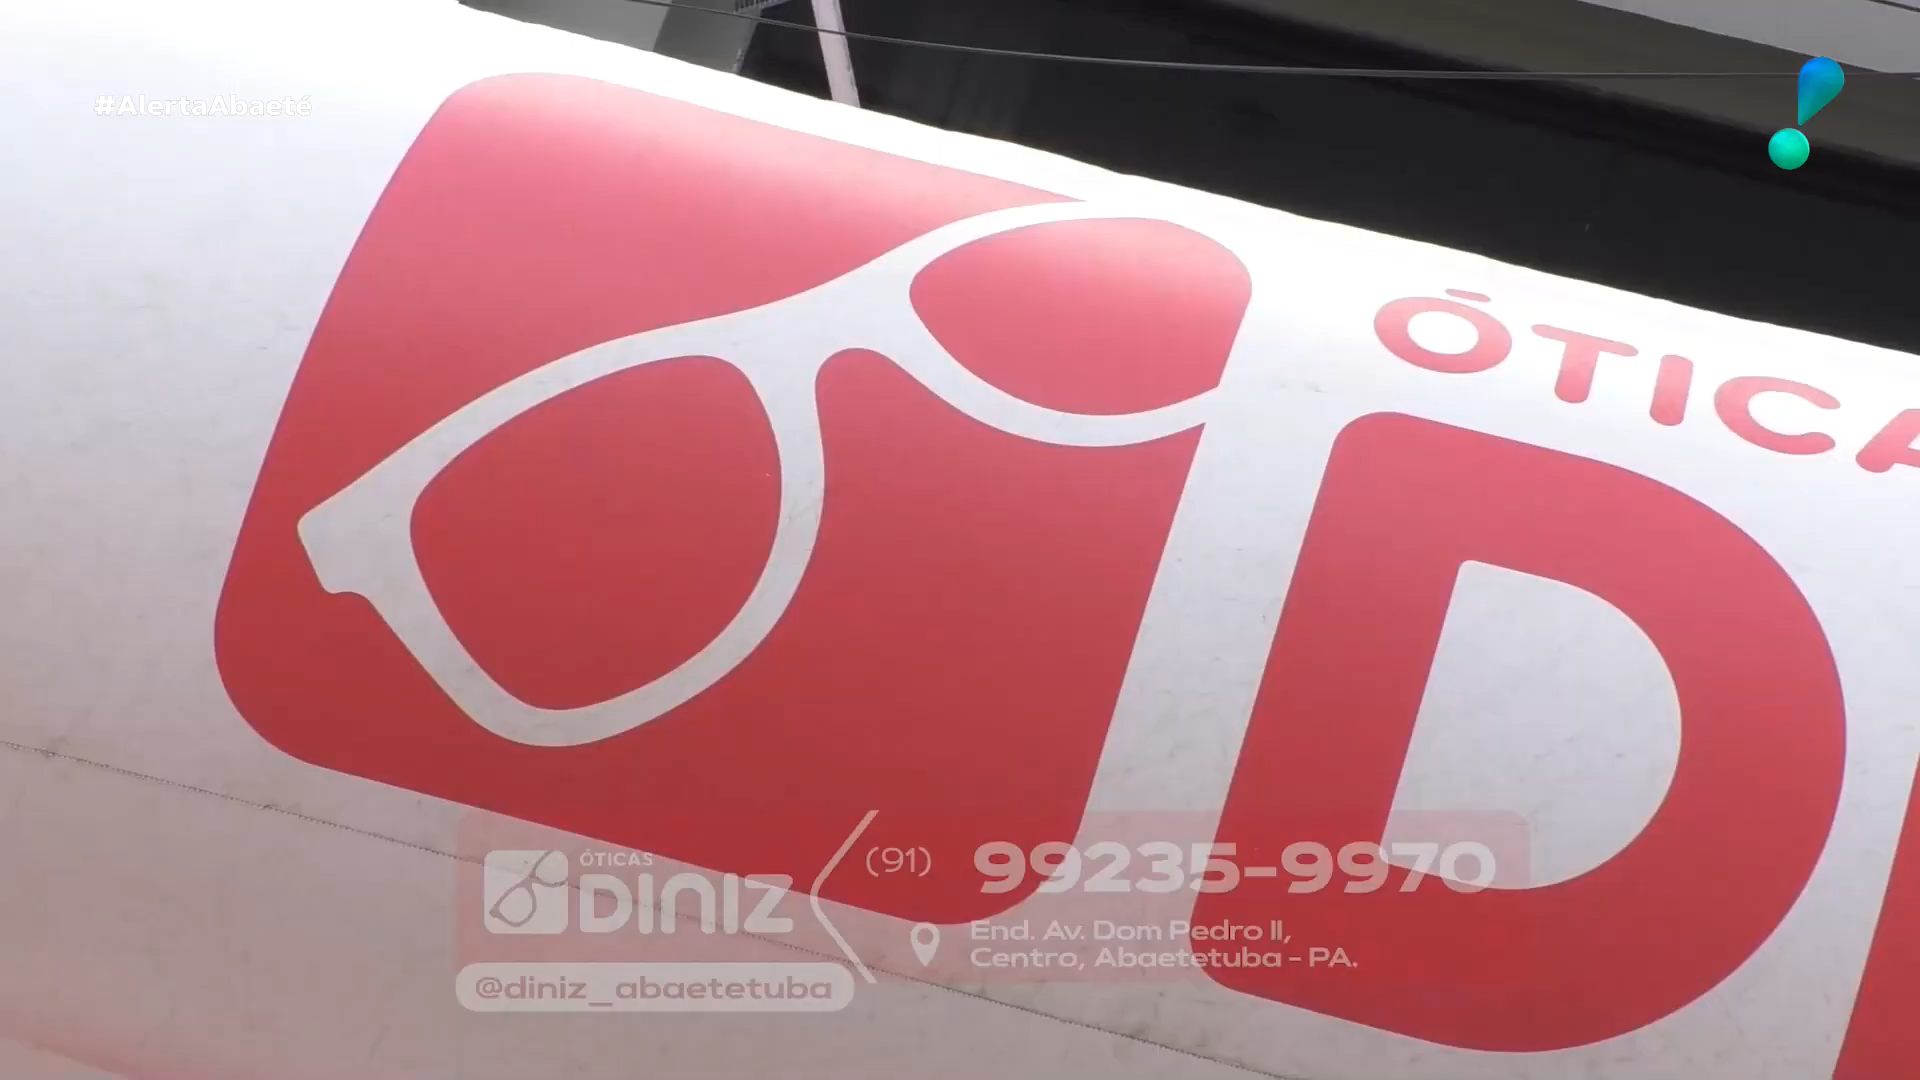 #AlertaAbaeté
ÓTICA
D
ÓTICAS
DINIZ
@diniz_abaetetuba
(91) 99235-9970
End. Av. Dom Pedro II,
Centro, Abaetetuba - PA.